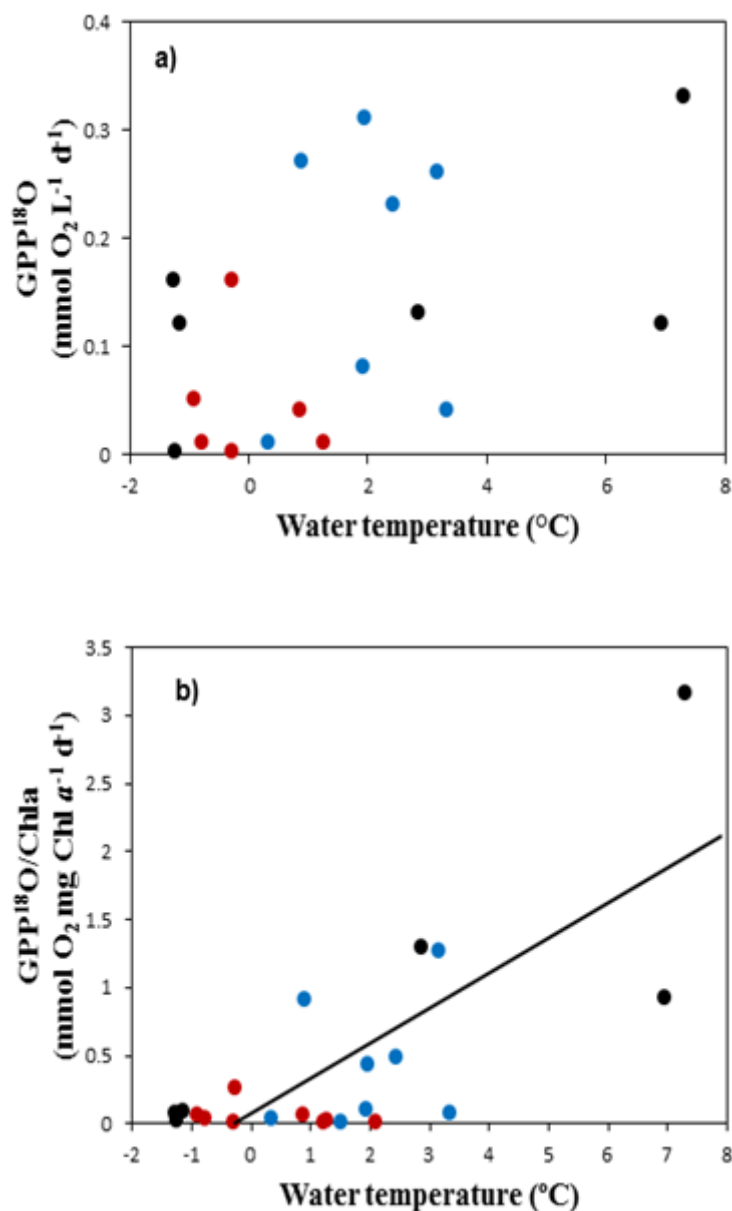 a)
0.4
0.3
0.2
0.1
0
GPP¹⁸O
(mmol O₂ L⁻¹ d⁻¹)
-2 0 2 4 6 8
Water temperature (°C)
b)
3.5
3
2.5
2
1.5
1
0.5
0
GPP¹⁸O/Chla
(mmol O₂ mg Chl a⁻¹ d⁻¹)
-2 -1 0 1 2 3 4 5 6 7 8
Water temperature (ºC)